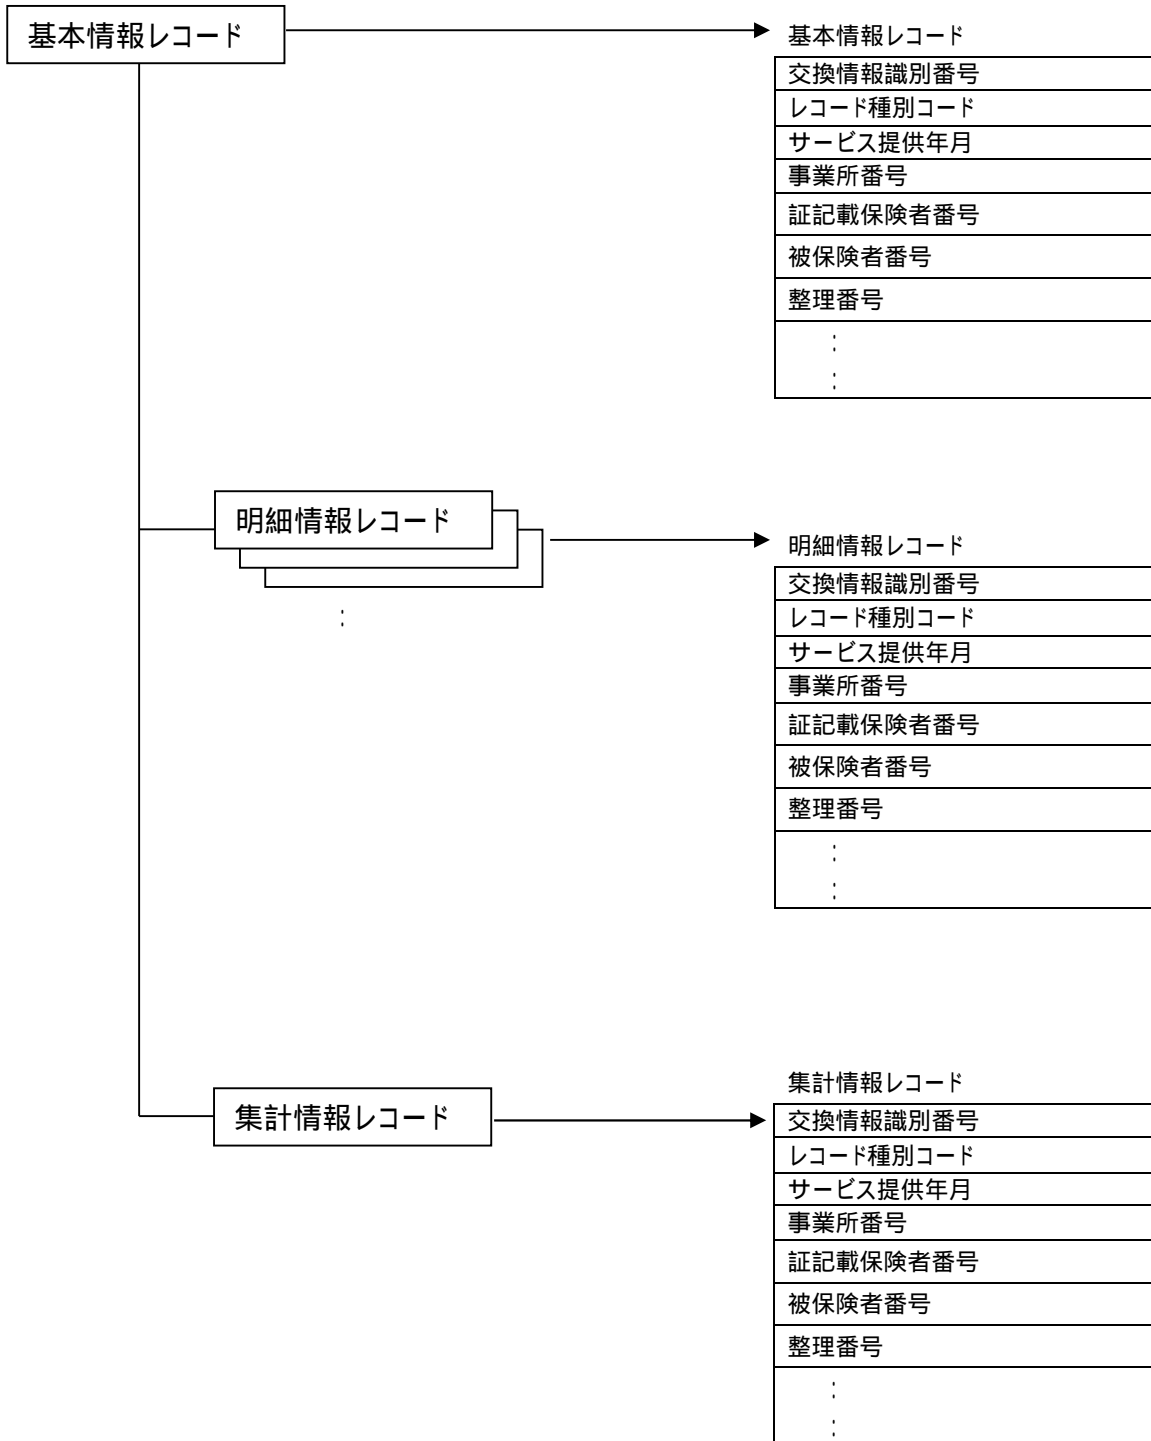 基本情報レコード
基本情報レコード
交換情報識別番号
レコード種別コード
サービス提供年月
事業所番号
証記載保険者番号
被保険者番号
整理番号
:
:
明細情報レコード
:
明細情報レコード
交換情報識別番号
レコード種別コード
サービス提供年月
事業所番号
証記載保険者番号
被保険者番号
整理番号
:
:
集計情報レコード
集計情報レコード
交換情報識別番号
レコード種別コード
サービス提供年月
事業所番号
証記載保険者番号
被保険者番号
整理番号
:
: